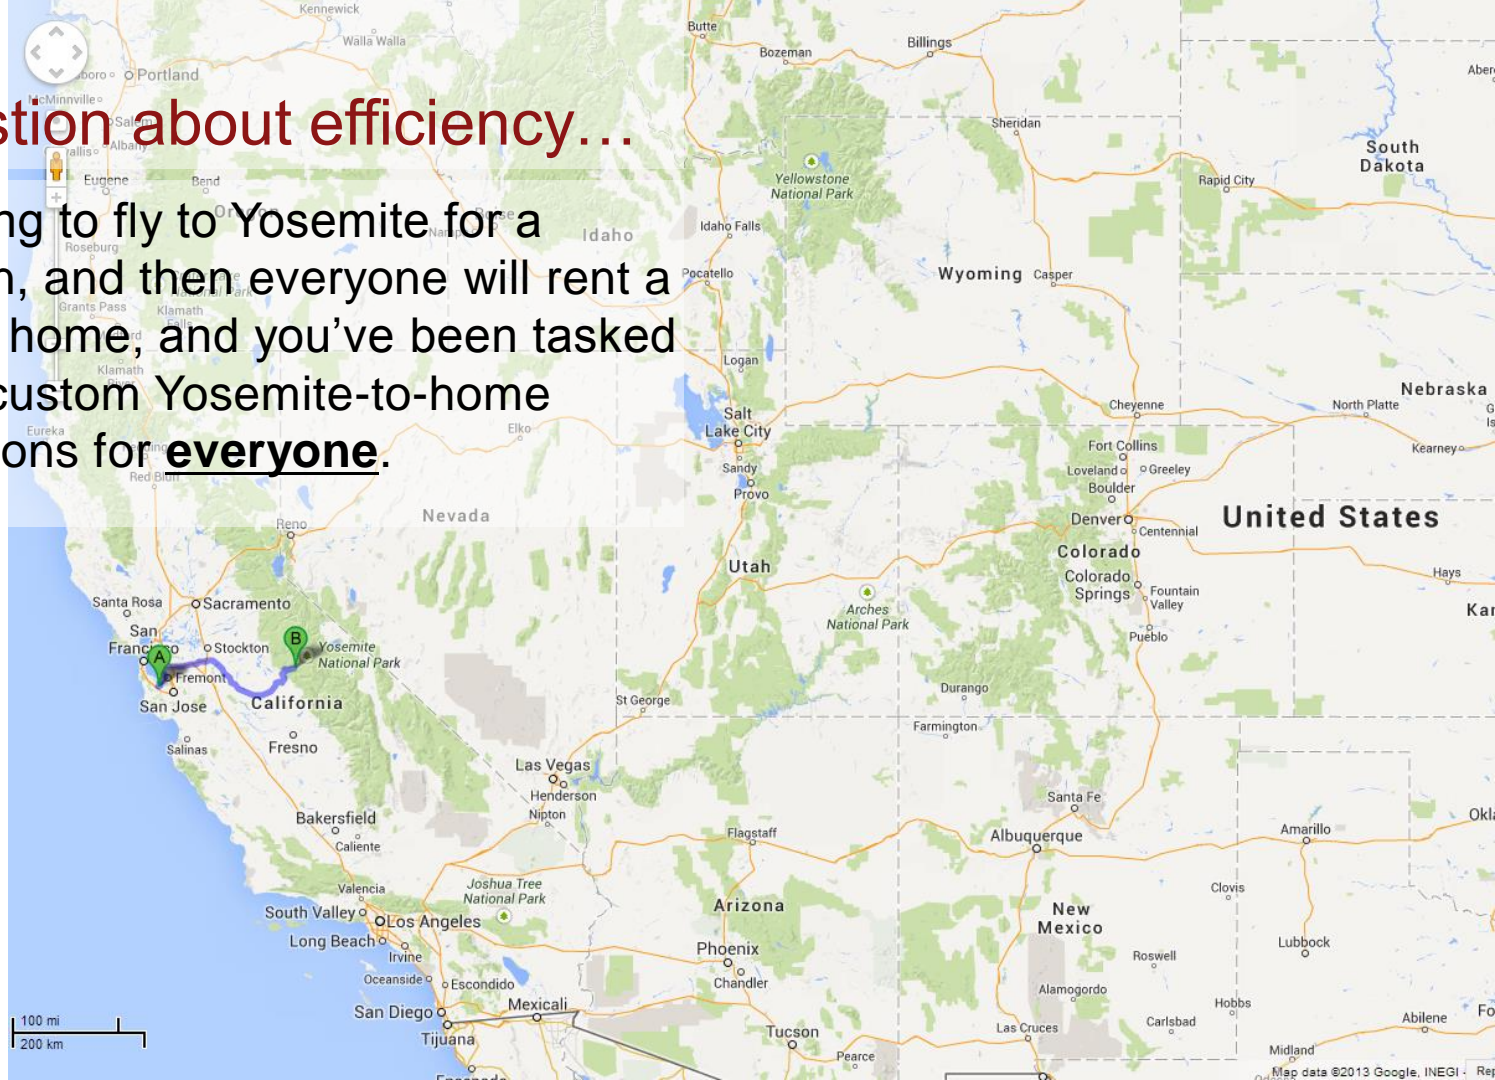 stion about efficiency…
ng to fly to Yosemite for a
n, and then everyone will rent a
home, and you've been tasked
custom Yosemite-to-home
ons for everyone.
Kennewick
Walla Walla
Butte
Bozeman
Billings
Portland
McMinnville
Salem
Albany
Sheridan
South
Dakota
Eugene
Bend
Yellowstone
National Park
Rapid City
Oregon
Idaho
Idaho Falls
Roseburg
Pocatello
Wyoming
Casper
Grants Pass
Klamath
Falls
Klamath
River
Logan
Nebraska
Cheyenne
North Platte
Salt
Lake City
Eureka
Elko
Fort Collins
Kearney
Red Bluff
Sandy
Loveland
Greeley
Boulder
Provo
Reno
Nevada
Denver
Centennial
United States
Colorado
Utah
Colorado
Springs
Fountain
Valley
Hays
Santa Rosa
Sacramento
Arches
National Park
Kar
San
Francisco
Stockton
B
Yosemite
National Park
Pueblo
A
Fremont
San Jose
California
St George
Durango
Farmington
Salinas
Fresno
Las Vegas
Henderson
Nipton
Santa Fe
Bakersfield
Caliente
Flagstaff
Albuquerque
Amarillo
Okla
Valencia
Joshua Tree
National Park
Clovis
South Valley
Los Angeles
Arizona
New
Mexico
Long Beach
Irvine
Phoenix
Lubbock
Chandler
Roswell
Oceanside
Escondido
Alamogordo
San Diego
Mexicali
Hobbs
100 mi
200 km
Tijuana
Tucson
Las Cruces
Carlsbad
Abilene
Fo
Pearce
Midland
Map data ©2013 Google, INEGI - Rep